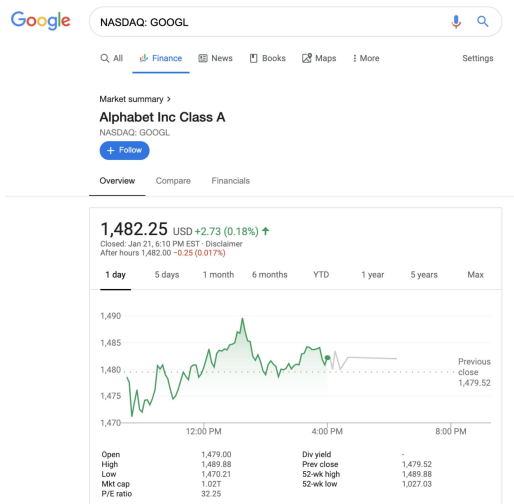 Google
NASDAQ: GOOGL
All Finance News Books Maps More Settings
Market summary >
Alphabet Inc Class A
NASDAQ: GOOGL
+ Follow
Overview Compare Financials
1,482.25 USD +2.73 (0.18%) ↑
Closed: Jan 21, 6:10 PM EST · Disclaimer
After hours 1,482.00 −0.25 (0.017%)
1 day 5 days 1 month 6 months YTD 1 year 5 years Max
1,490
1,485
1,480
1,475
1,470
Previous
close
1,479.52
12:00 PM 4:00 PM 8:00 PM
Open 1,479.00 Div yield -
High 1,489.88 Prev close 1,479.52
Low 1,470.21 52-wk high 1,489.88
Mkt cap 1.02T 52-wk low 1,027.03
P/E ratio 32.25